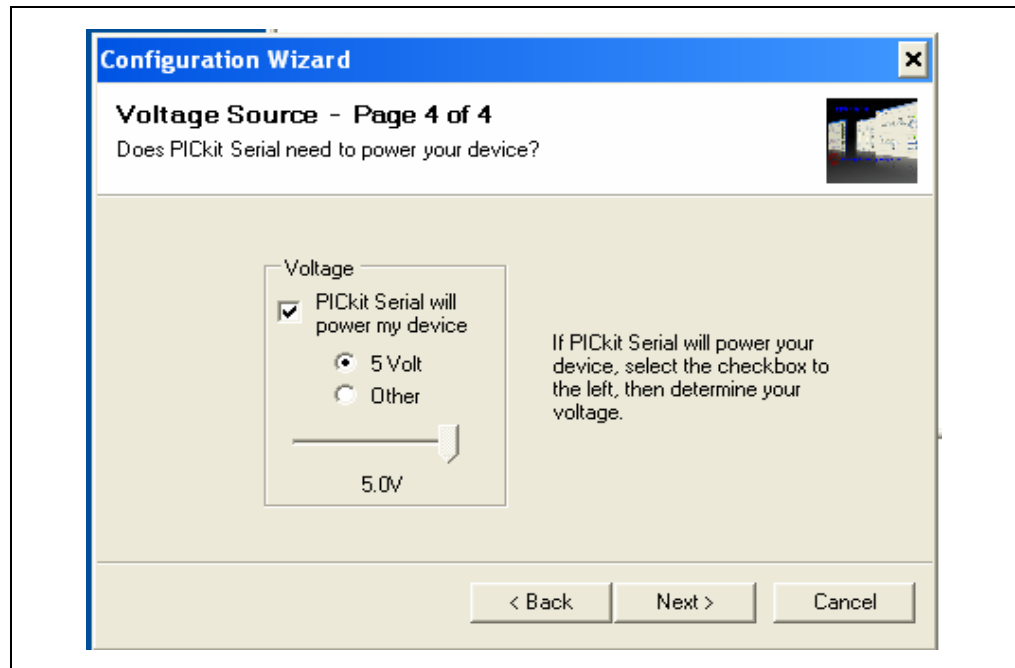 Configuration Wizard
Voltage Source - Page 4 of 4
Does PICkit Serial need to power your device?
Voltage
PICkit Serial will
power my device
5 Volt
Other
5.0V
If PICkit Serial will power your
device, select the checkbox to
the left, then determine your
voltage.
< Back
Next >
Cancel